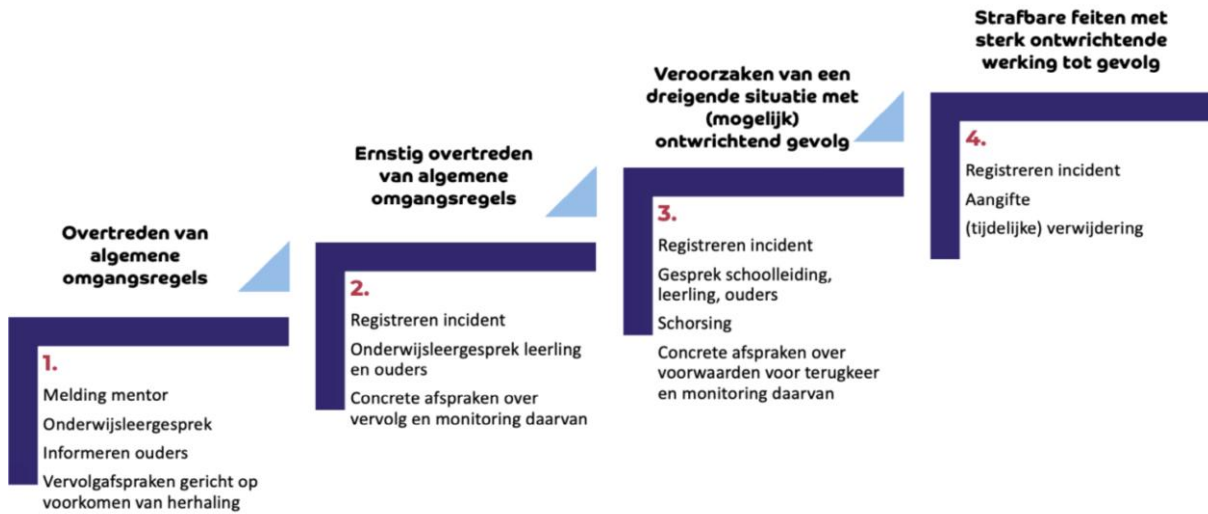 Overtreden van
algemene
omgangsregels
1.
Melding mentor
Onderwijsleergesprek
Informeren ouders
Vervolgafspraken gericht op
voorkomen van herhaling
Ernstig overtreden
van algemene
omgangsregels
2.
Registreren incident
Onderwijsleergesprek leerling
en ouders
Concrete afspraken over
vervolg en monitoring daarvan
Veroorzaken van een
dreigende situatie met
(mogelijk)
ontwrichtend gevolg
3.
Registreren incident
Gesprek schoolleiding,
leerling, ouders
Schorsing
Concrete afspraken over
voorwaarden voor terugkeer
en monitoring daarvan
Strafbare feiten met
sterk ontwrichtende
werking tot gevolg
4.
Registreren incident
Aangifte
(tijdelijke) verwijdering